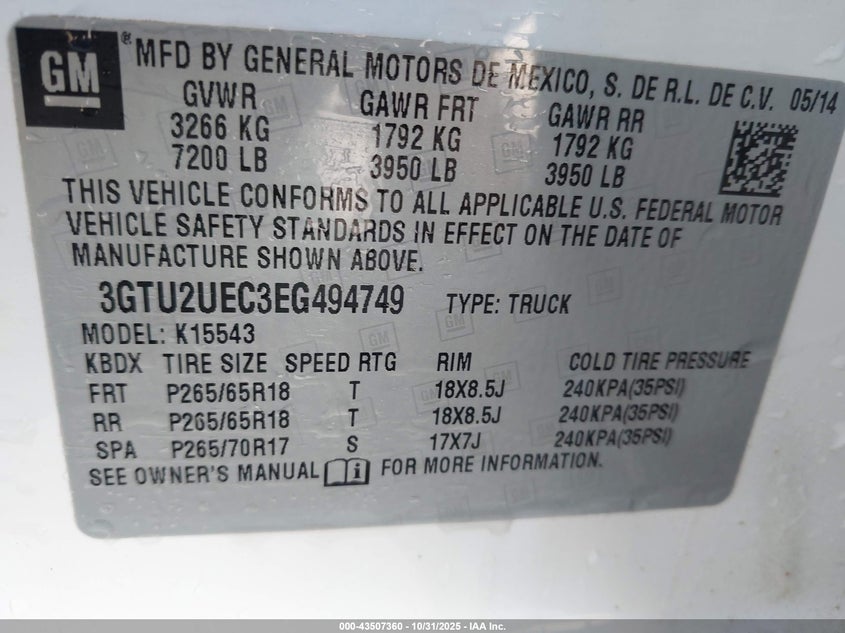 GM ® MFD BY GENERAL MOTORS DE MEXICO, S. DE R.L. DE C.V. 05/14
GVWR GAWR FRT GAWR RR
3266 KG 1792 KG 1792 KG
7200 LB 3950 LB 3950 LB
THIS VEHICLE CONFORMS TO ALL APPLICABLE U.S. FEDERAL MOTOR
VEHICLE SAFETY STANDARDS IN EFFECT ON THE DATE OF
MANUFACTURE SHOWN ABOVE.
3GTU2UEC3EG494749 TYPE: TRUCK
MODEL: K15543
KBDX TIRE SIZE SPEED RTG RIM COLD TIRE PRESSURE
FRT P265/65R18 T 18X8.5J 240KPA(35PSI)
RR P265/65R18 T 18X8.5J 240KPA(35PSI)
SPA P265/70R17 S 17X7J 240KPA(35PSI)
SEE OWNER'S MANUAL i FOR MORE INFORMATION.
000-43507360 - 10/31/2025 - IAA Inc.